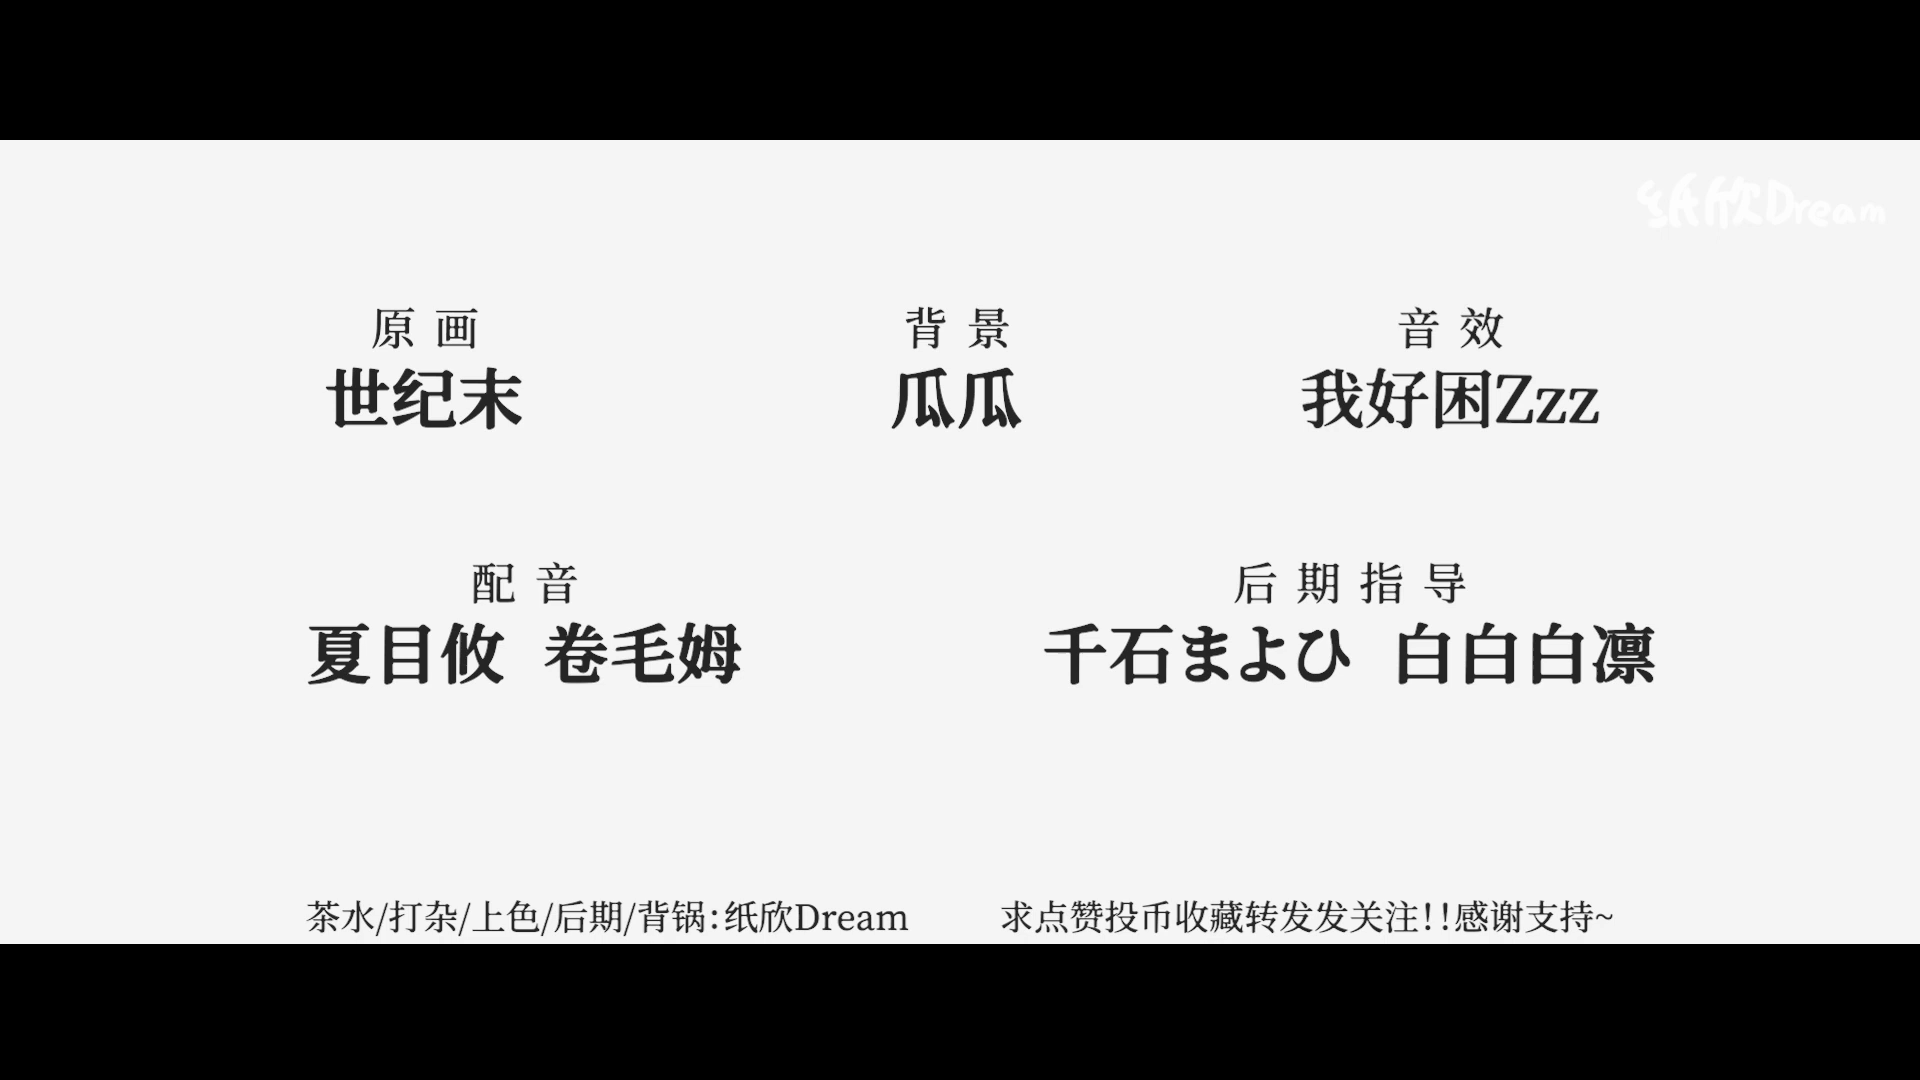 纸欣Dream
原画 背景 音效
世纪末 瓜瓜 我好困Zzz
配音 后期指导
夏目攸 卷毛姆 千石まよひ 白白白凛
茶水/打杂/上色/后期/背锅:纸欣Dream 求点赞投币收藏转发发关注!!感谢支持~